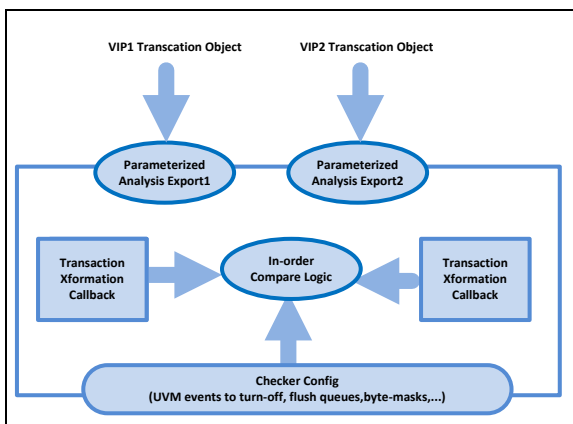 VIP1 Transcation Object
VIP2 Transcation Object
Parameterized
Analysis Export1
Parameterized
Analysis Export2
Transaction
Xformation
Callback
In-order
Compare Logic
Transaction
Xformation
Callback
Checker Config
(UVM events to turn-off, flush queues,byte-masks,...)